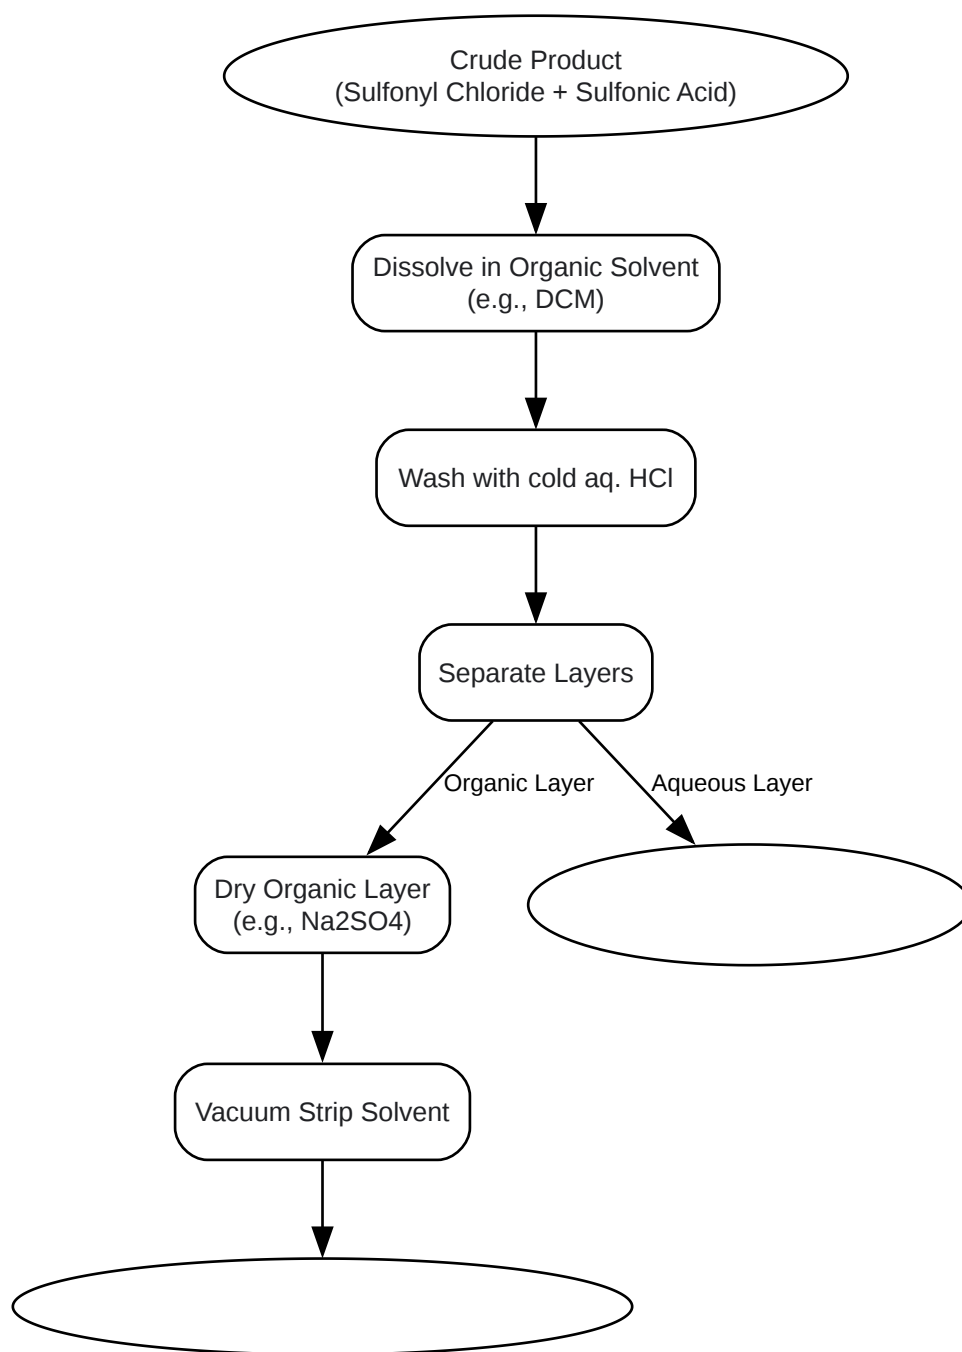 Crude Product
(Sulfonyl Chloride + Sulfonic Acid)
Dissolve in Organic Solvent
(e.g., DCM)
Wash with cold aq. HCl
Separate Layers
Organic Layer
Aqueous Layer
Dry Organic Layer
(e.g., Na2SO4)
Vacuum Strip Solvent